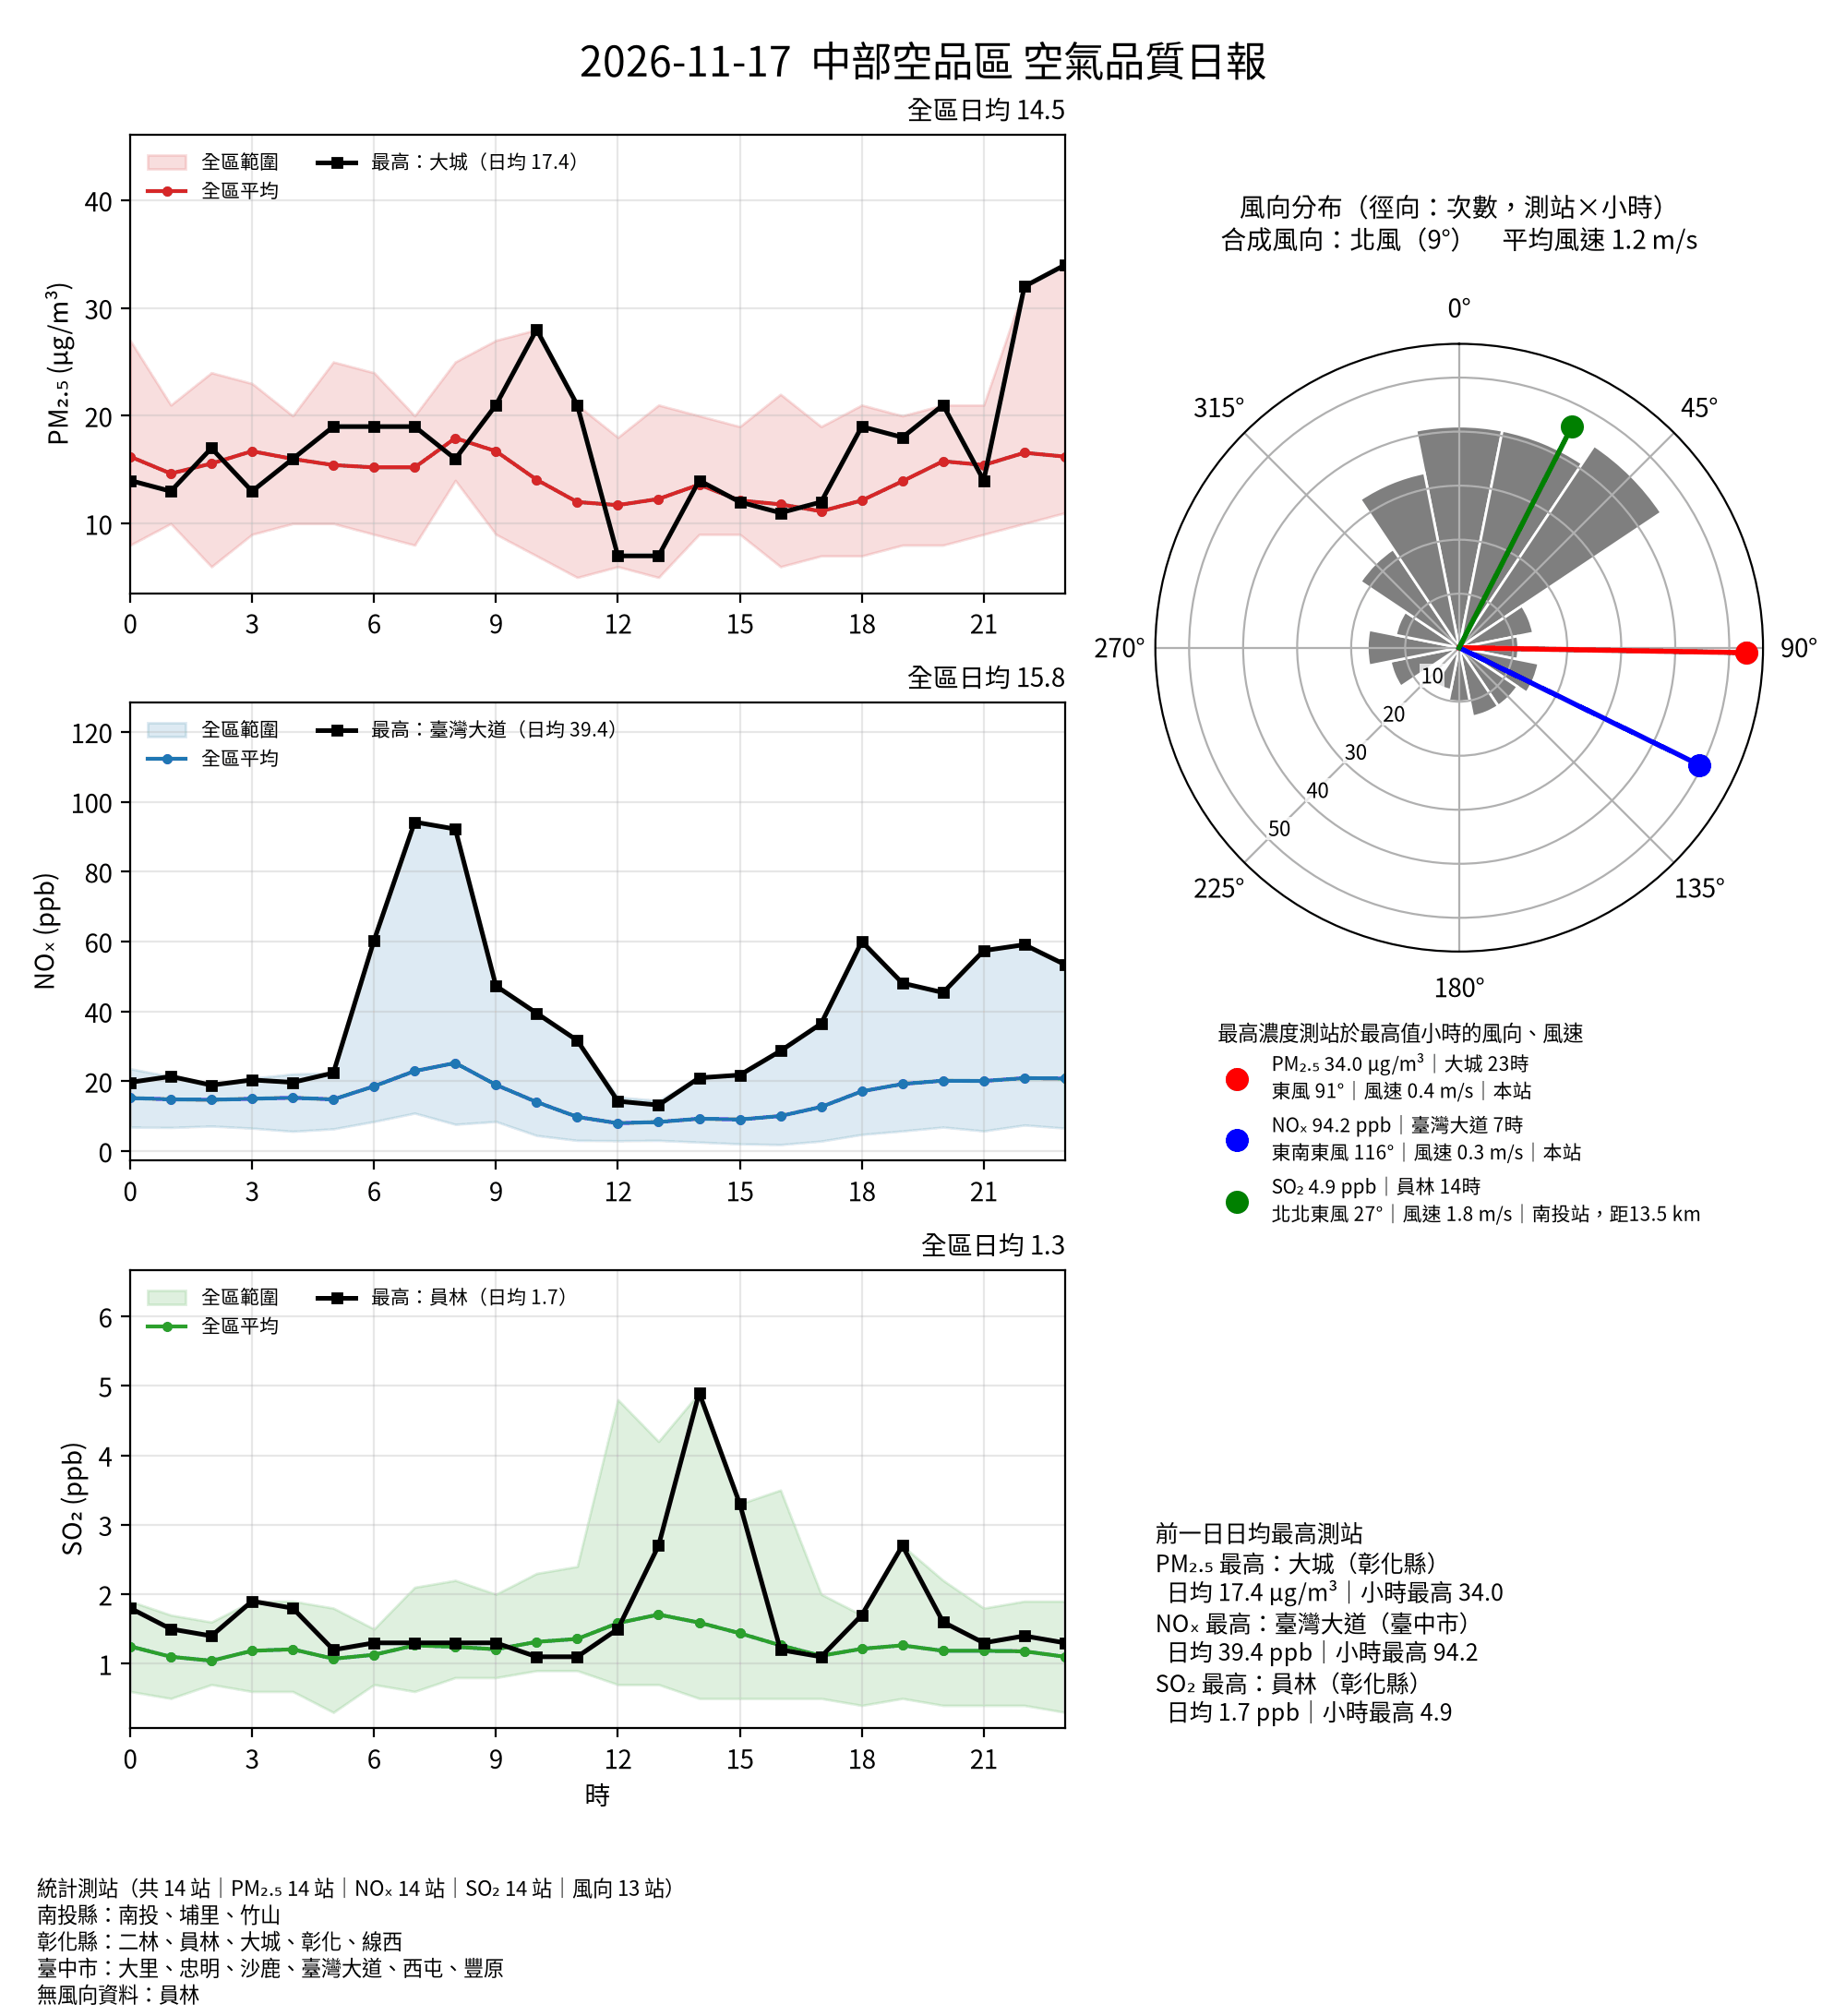 2026-11-17 中部空品區 空氣品質日報
全區日均 14.5
全區範圍
全區平均
最高：大城（日均 17.4）
PM₂.₅ (µg/m³)
40
30
20
10
0 3 6 9 12 15 18 21
全區日均 15.8
全區範圍
全區平均
最高：臺灣大道（日均 39.4）
NOₓ (ppb)
120
100
80
60
40
20
0
0 3 6 9 12 15 18 21
全區日均 1.3
全區範圍
全區平均
最高：員林（日均 1.7）
SO₂ (ppb)
6
5
4
3
2
1
0 3 6 9 12 15 18 21
時
風向分布（徑向：次數，測站×小時）
合成風向：北風（9°） 平均風速 1.2 m/s
0°
45°
90°
135°
180°
225°
270°
315°
10
20
30
40
50
最高濃度測站於最高值小時的風向、風速
PM₂.₅ 34.0 µg/m³｜大城 23時
東風 91°｜風速 0.4 m/s｜本站
NOₓ 94.2 ppb｜臺灣大道 7時
東南東風 116°｜風速 0.3 m/s｜本站
SO₂ 4.9 ppb｜員林 14時
北北東風 27°｜風速 1.8 m/s｜南投站，距13.5 km
前一日日均最高測站
PM₂.₅ 最高：大城（彰化縣）
日均 17.4 µg/m³｜小時最高 34.0
NOₓ 最高：臺灣大道（臺中市）
日均 39.4 ppb｜小時最高 94.2
SO₂ 最高：員林（彰化縣）
日均 1.7 ppb｜小時最高 4.9
統計測站（共 14 站｜PM₂.₅ 14 站｜NOₓ 14 站｜SO₂ 14 站｜風向 13 站）
南投縣：南投、埔里、竹山
彰化縣：二林、員林、大城、彰化、線西
臺中市：大里、忠明、沙鹿、臺灣大道、西屯、豐原
無風向資料：員林